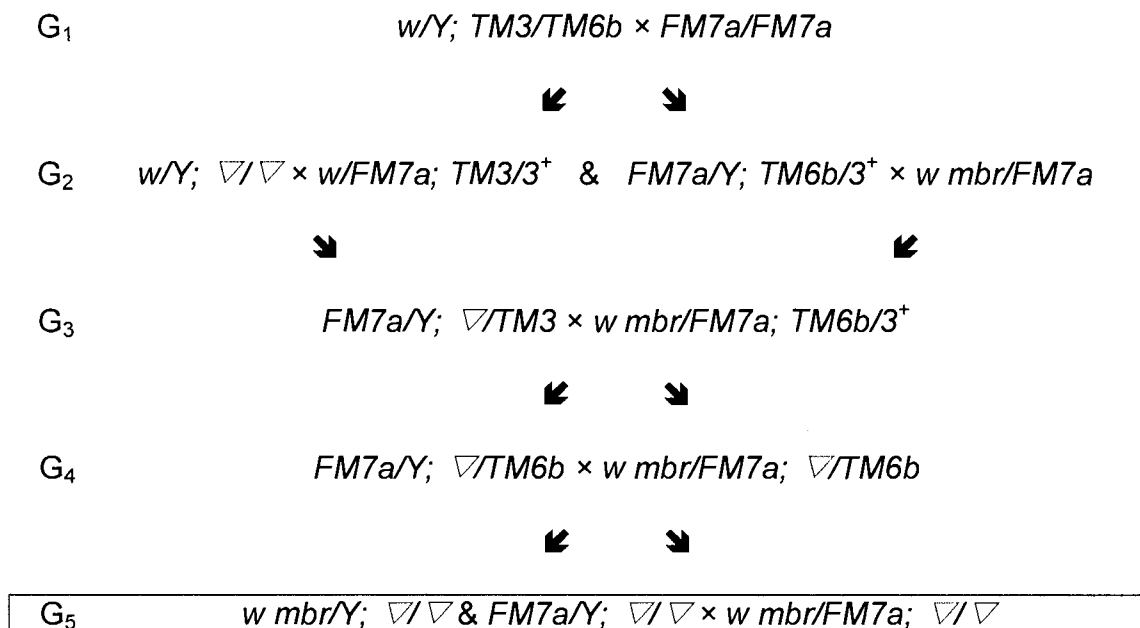 G₁ w/Y; TM3/TM6b × FM7a/FM7a
G₂ w/Y; ▽/▽ × w/FM7a; TM3/3⁺ & FM7a/Y; TM6b/3⁺ × w mbr/FM7a
G₃ FM7a/Y; ▽/TM3 × w mbr/FM7a; TM6b/3⁺
G₄ FM7a/Y; ▽/TM6b × w mbr/FM7a; ▽/TM6b
G₅ w mbr/Y; ▽/▽ & FM7a/Y; ▽/▽ × w mbr/FM7a; ▽/▽